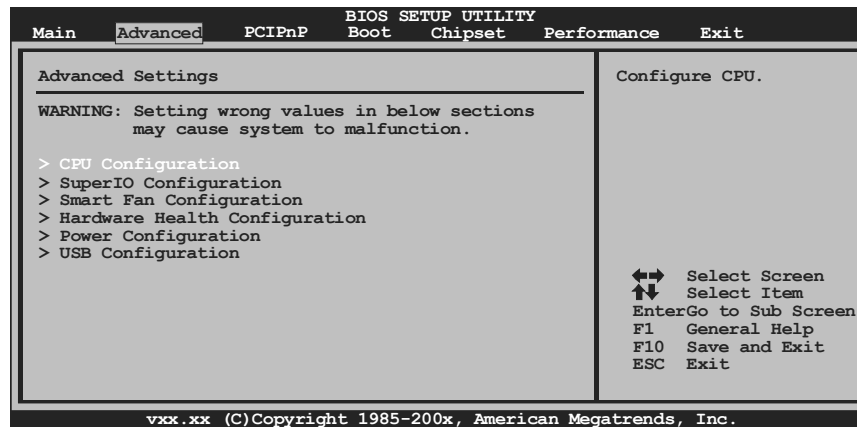 BIOS SETUP UTILITY
Main Advanced PCIPnP Boot Chipset Performance Exit
Advanced Settings
WARNING: Setting wrong values in below sections
may cause system to malfunction.
> CPU Configuration
> SuperIO Configuration
> Smart Fan Configuration
> Hardware Health Configuration
> Power Configuration
> USB Configuration
Configure CPU.
Select Screen
Select Item
EnterGo to Sub Screen
F1 General Help
F10 Save and Exit
ESC Exit
vxx.xx (C)Copyright 1985-200x, American Megatrends, Inc.